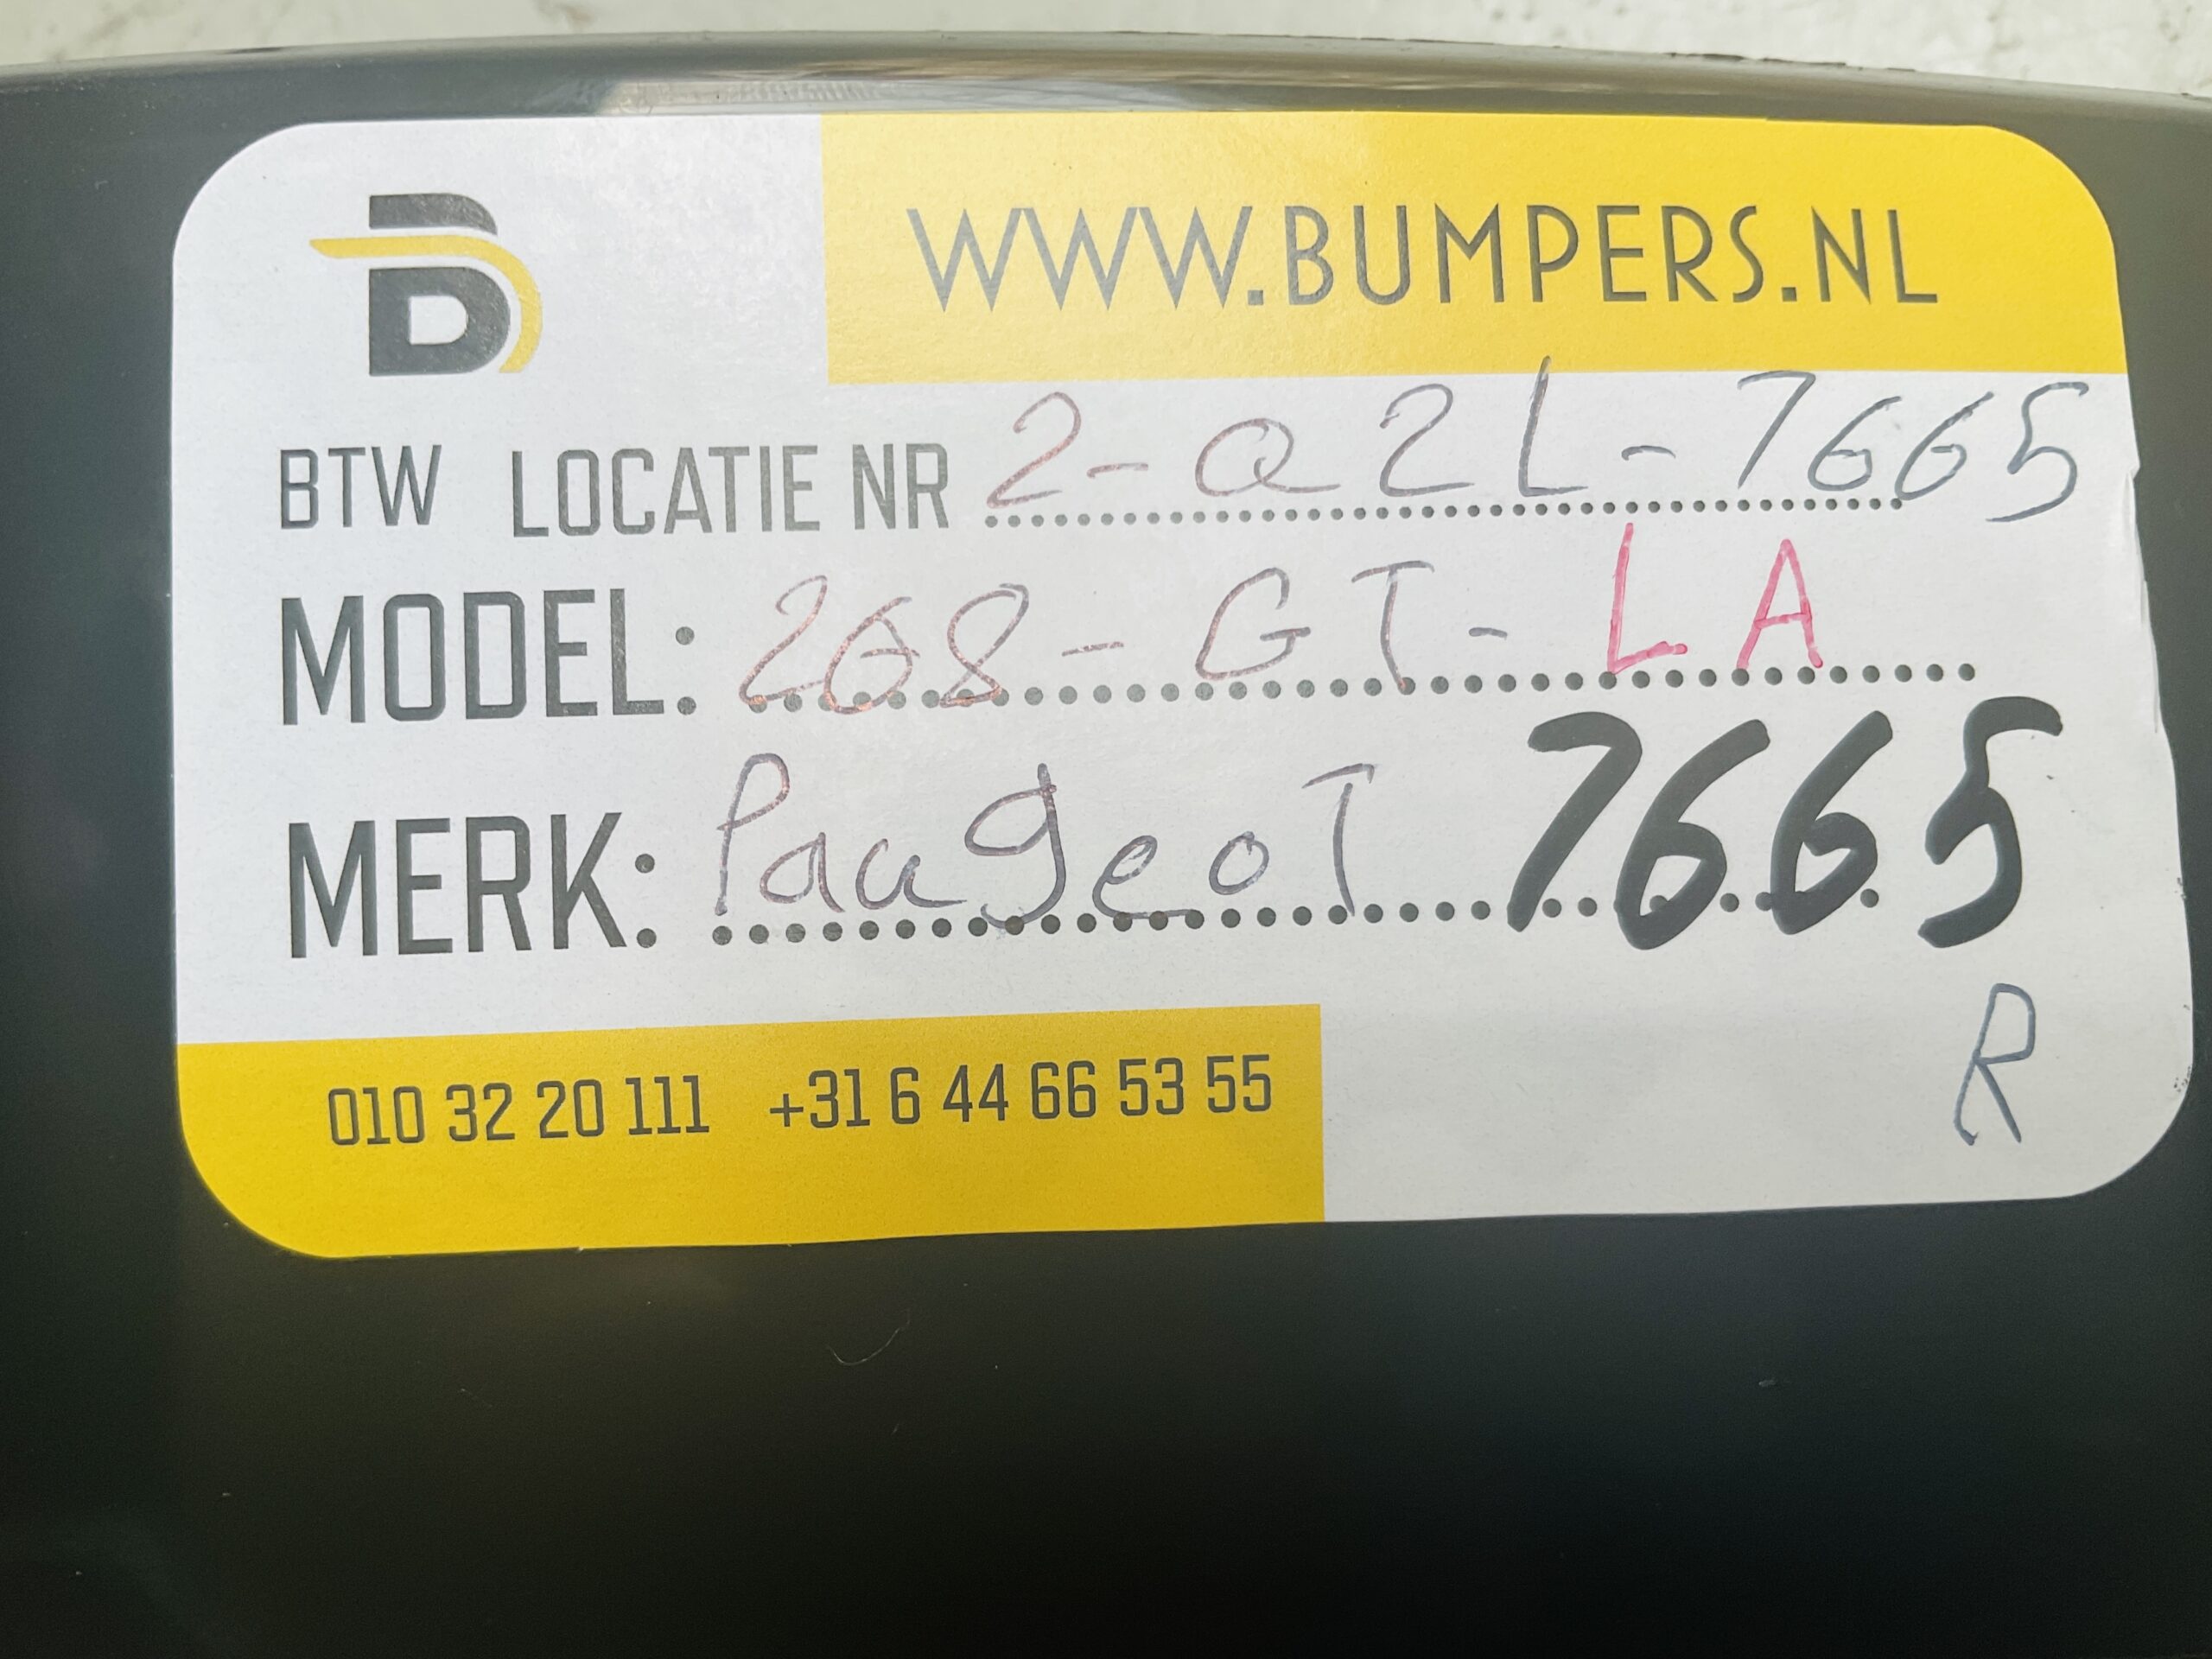 B
WWW.BUMPERS.NL
BTW LOCATIE NR 2-Q2L-7665
MODEL: 208-GT-LA
MERK: PaugeoT 7665
R
010 32 20 111 +31 6 44 66 53 55